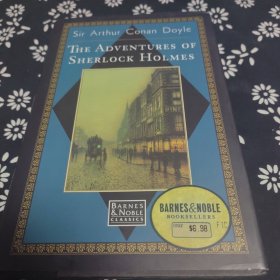 Sir Arthur Conan Doyle
The Adventures of
Sherlock Holmes
Barnes
& Noble
Classics
BARNES & NOBLE
BOOKSELLERS
$6.98